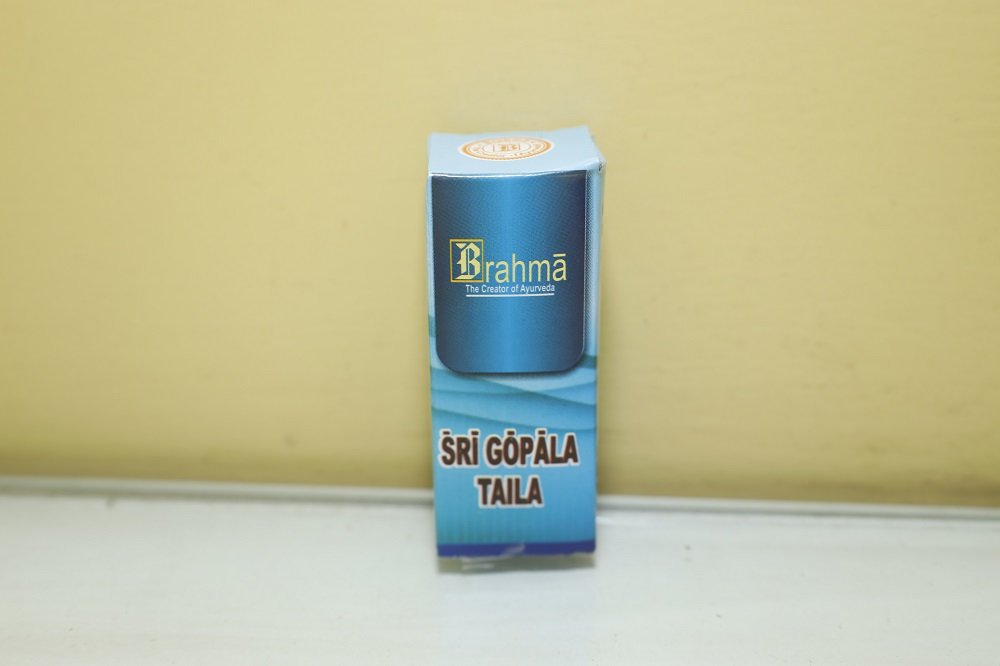 Brahmā
The Creator of Ayurveda
ŚRĪ GŌPĀLA
TAILA